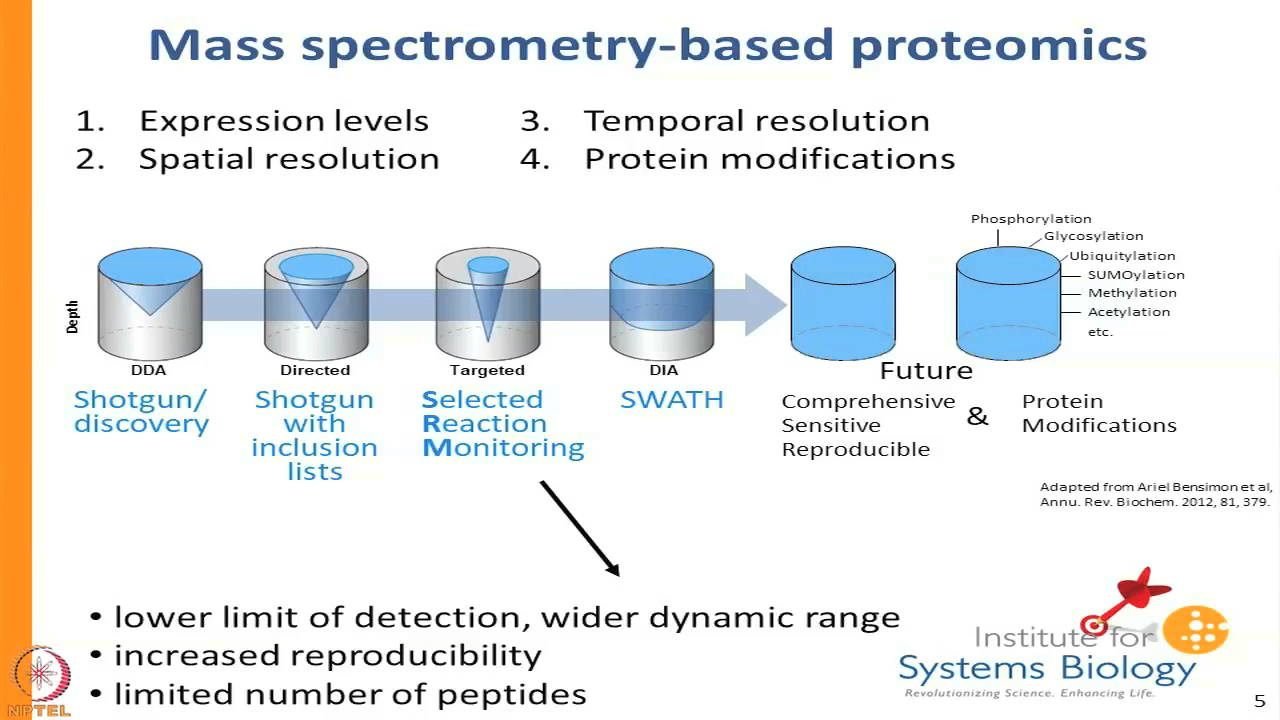 Mass spectrometry-based proteomics
1. Expression levels
2. Spatial resolution
3. Temporal resolution
4. Protein modifications
Phosphorylation
Glycosylation
Ubiquitylation
SUMOylation
Methylation
Acetylation
etc.
Depth
DDA
Directed
Targeted
DIA
Shotgun/
discovery
Shotgun
with
inclusion
lists
Selected
Reaction
Monitoring
SWATH
Future
Comprehensive
Sensitive
Reproducible
&
Protein
Modifications
Adapted from Ariel Bensimon et al,
Annu. Rev. Biochem. 2012, 81, 379.
• lower limit of detection, wider dynamic range
• increased reproducibility
• limited number of peptides
Institute for
Systems Biology
Revolutionizing Science. Enhancing Life.
NPTEL
5